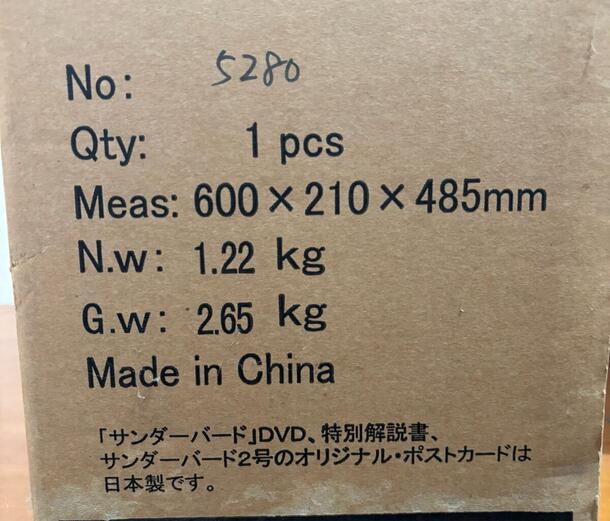 No: 5280
Qty: 1 pcs
Meas: 600×210×485mm
N.w: 1.22 kg
G.w: 2.65 kg
Made in China
「サンダーバード」DVD、特別解説書、
サンダーバード2号のオリジナル・ポストカードは
日本製です。